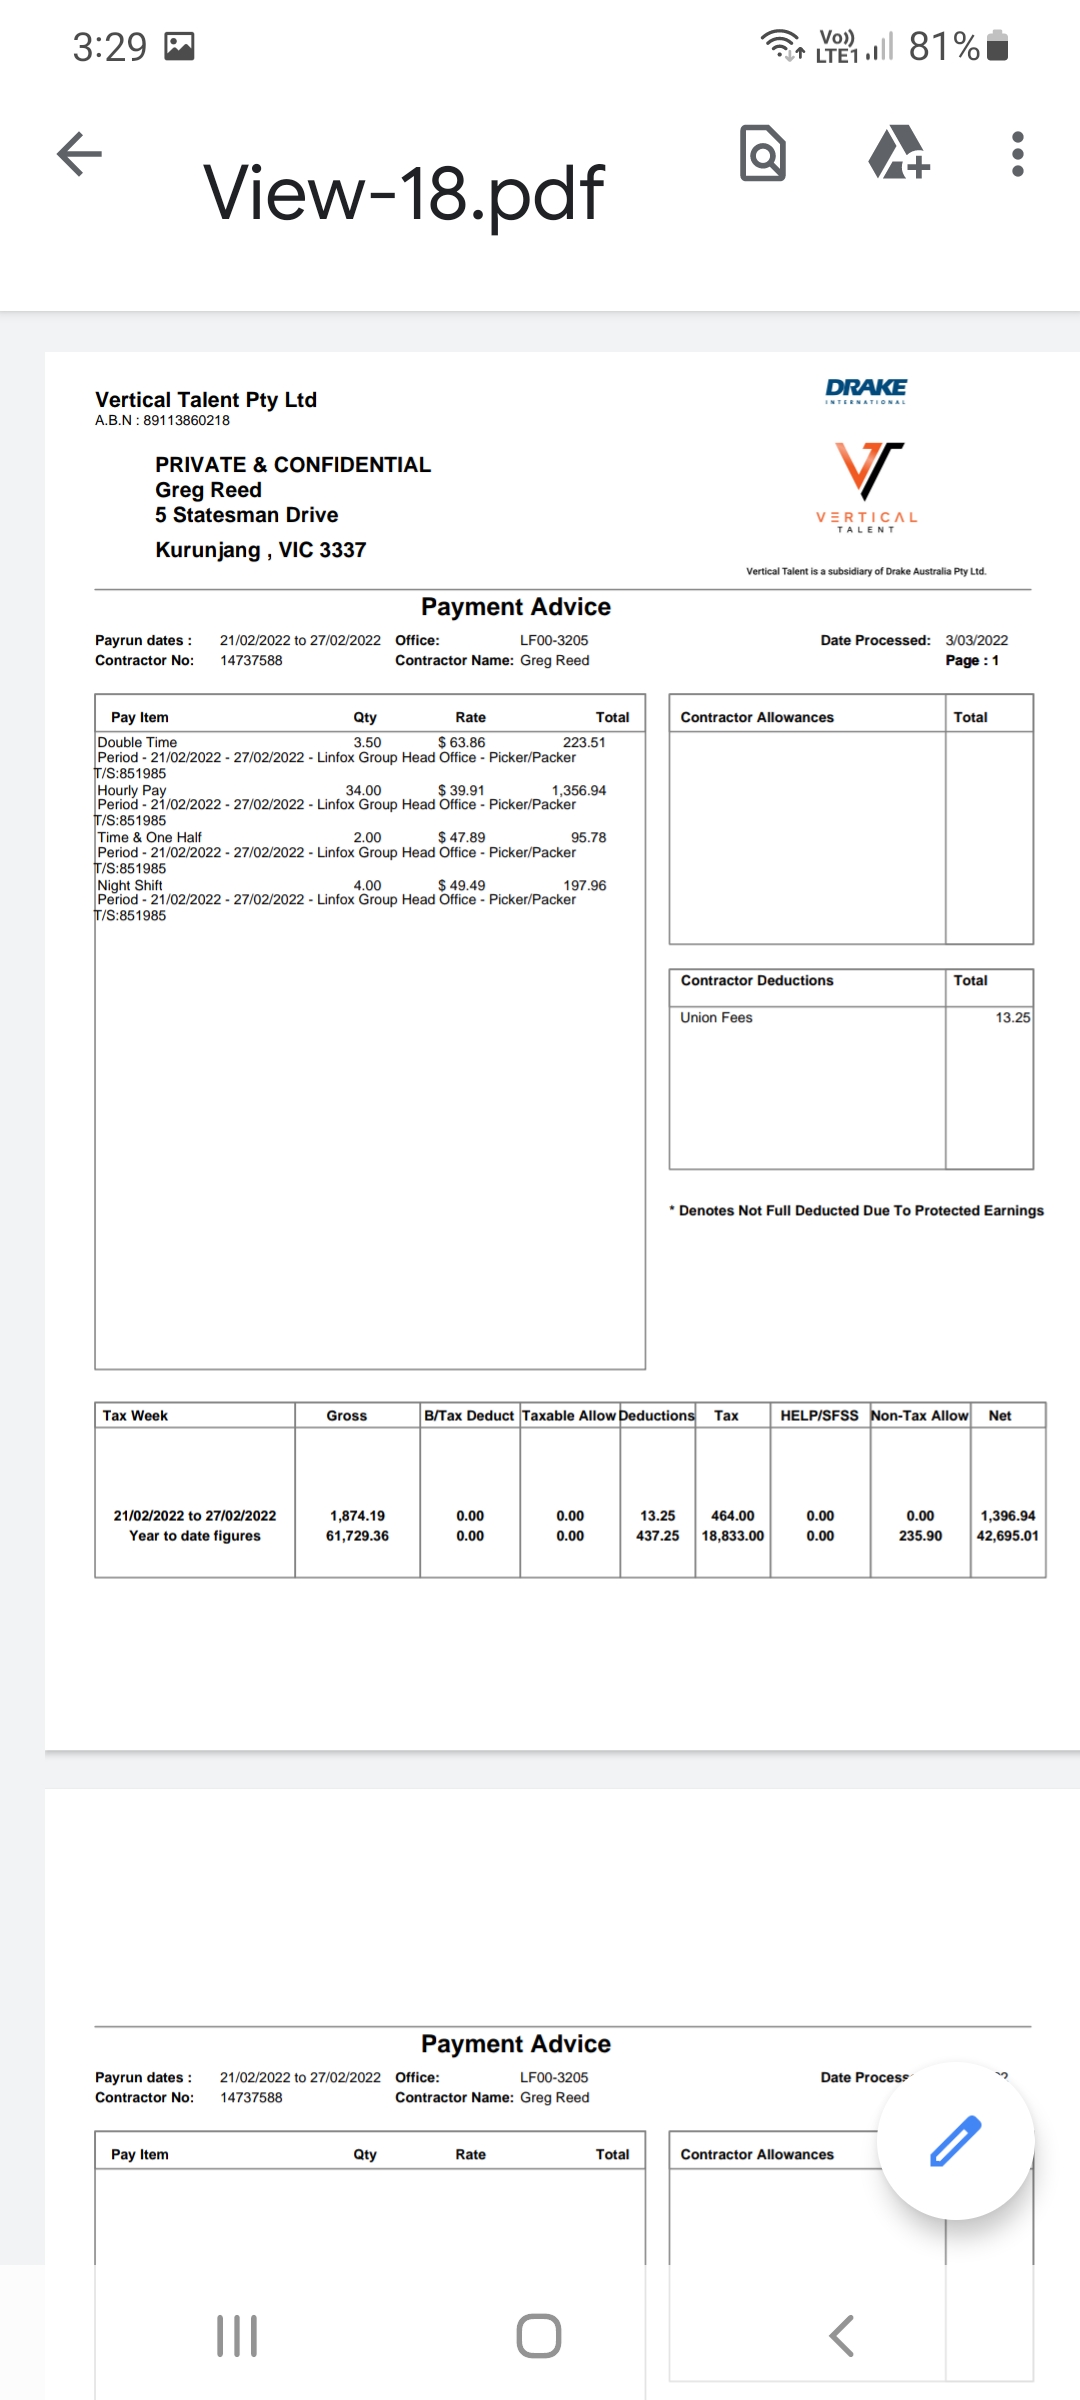 3:29
Vo))
LTE1
81%
View-18.pdf
Vertical Talent Pty Ltd
A.B.N : 89113860218
DRAKE
INTERNATIONAL
PRIVATE & CONFIDENTIAL
Greg Reed
5 Statesman Drive
Kurunjang , VIC 3337
VERTICAL
TALENT
Vertical Talent is a subsidiary of Drake Australia Pty Ltd.
Payment Advice
Payrun dates : 21/02/2022 to 27/02/2022 Office: LF00-3205 Date Processed: 3/03/2022
Contractor No: 14737588 Contractor Name: Greg Reed Page : 1
Pay Item Qty Rate Total
Double Time 3.50 $ 63.86 223.51
Period - 21/02/2022 - 27/02/2022 - Linfox Group Head Office - Picker/Packer
T/S:851985
Hourly Pay 34.00 $ 39.91 1,356.94
Period - 21/02/2022 - 27/02/2022 - Linfox Group Head Office - Picker/Packer
T/S:851985
Time & One Half 2.00 $ 47.89 95.78
Period - 21/02/2022 - 27/02/2022 - Linfox Group Head Office - Picker/Packer
T/S:851985
Night Shift 4.00 $ 49.49 197.96
Period - 21/02/2022 - 27/02/2022 - Linfox Group Head Office - Picker/Packer
T/S:851985
Contractor Allowances Total
Contractor Deductions Total
Union Fees 13.25
* Denotes Not Full Deducted Due To Protected Earnings
Tax Week Gross B/Tax Deduct Taxable Allow Deductions Tax HELP/SFSS Non-Tax Allow Net
21/02/2022 to 27/02/2022 1,874.19 0.00 0.00 13.25 464.00 0.00 0.00 1,396.94
Year to date figures 61,729.36 0.00 0.00 437.25 18,833.00 0.00 235.90 42,695.01
Payment Advice
Payrun dates : 21/02/2022 to 27/02/2022 Office: LF00-3205 Date Process
Contractor No: 14737588 Contractor Name: Greg Reed
Pay Item Qty Rate Total
Contractor Allowances